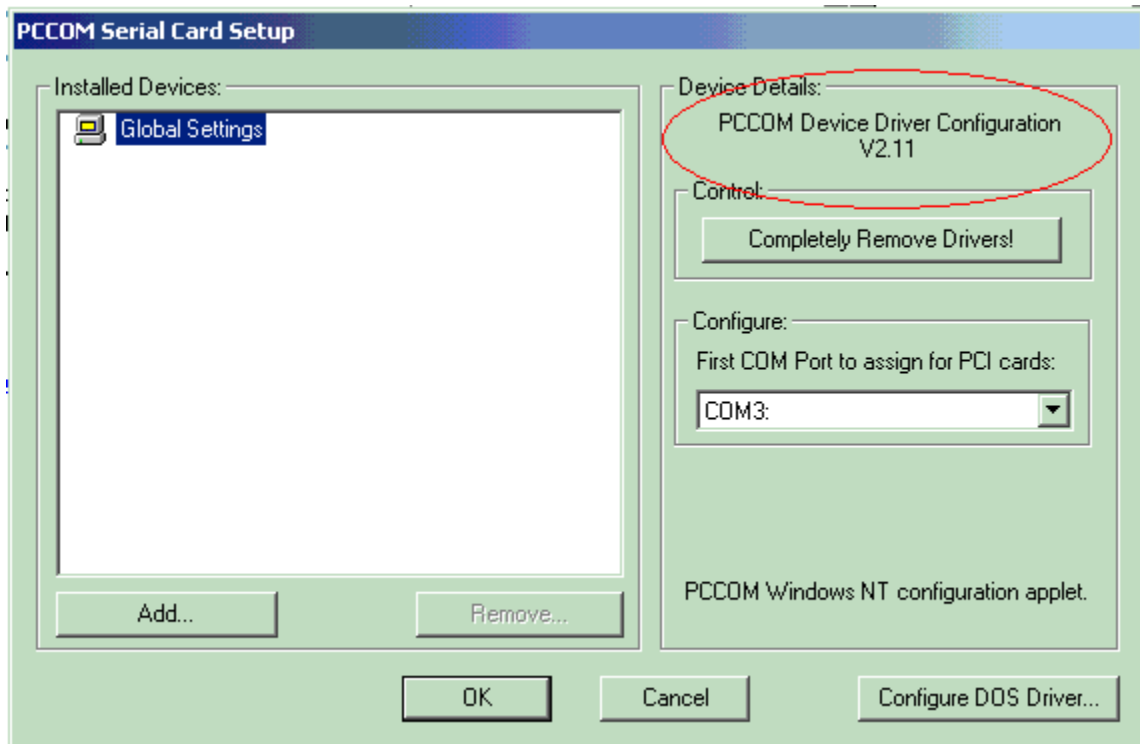 PCCOM Serial Card Setup
Installed Devices:
Global Settings
Add...
Remove...
Device Details:
PCCOM Device Driver Configuration
V2.11
Control:
Completely Remove Drivers!
Configure:
First COM Port to assign for PCI cards:
COM3:
PCCOM Windows NT configuration applet.
OK
Cancel
Configure DOS Driver...